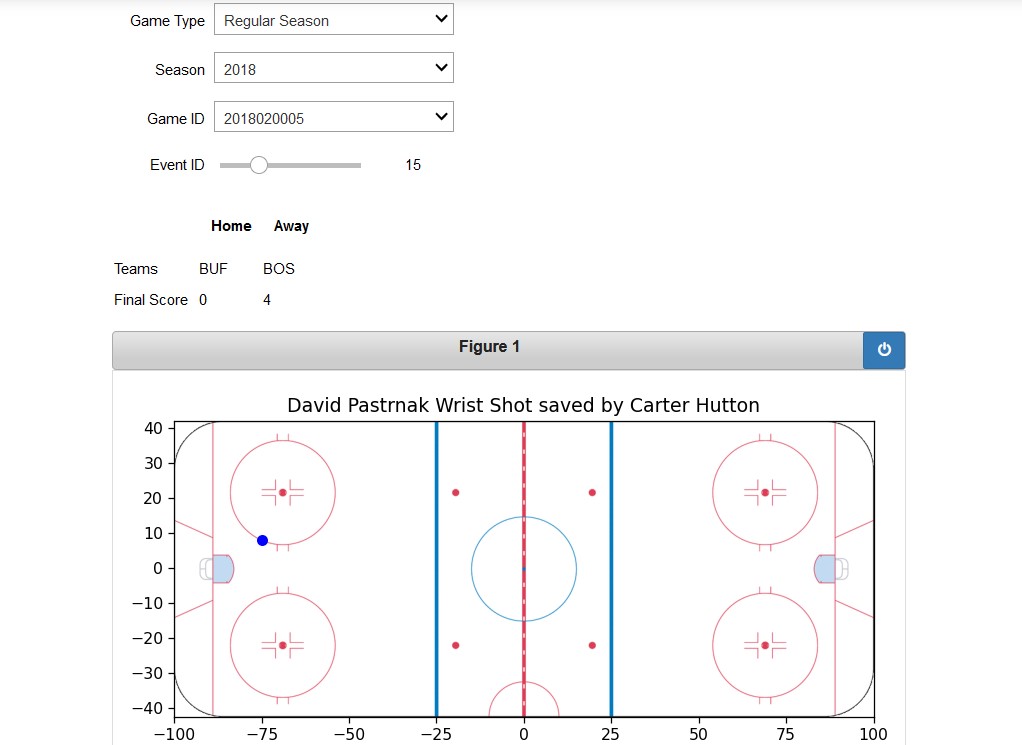 Game Type Regular Season
Season 2018
Game ID 2018020005
Event ID 15
Home Away
Teams BUF BOS
Final Score 0 4
Figure 1
David Pastrnak Wrist Shot saved by Carter Hutton
40
30
20
10
0
−10
−20
−30
−40
−100 −75 −50 −25 0 25 50 75 100